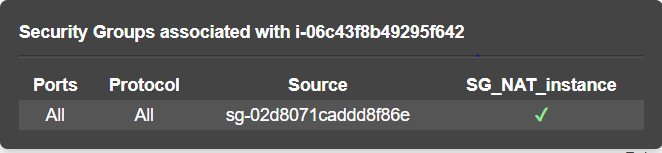 Security Groups associated with i-06c43f8b49295f642
Ports Protocol Source SG_NAT_instance
All All sg-02d8071caddd8f86e ✓